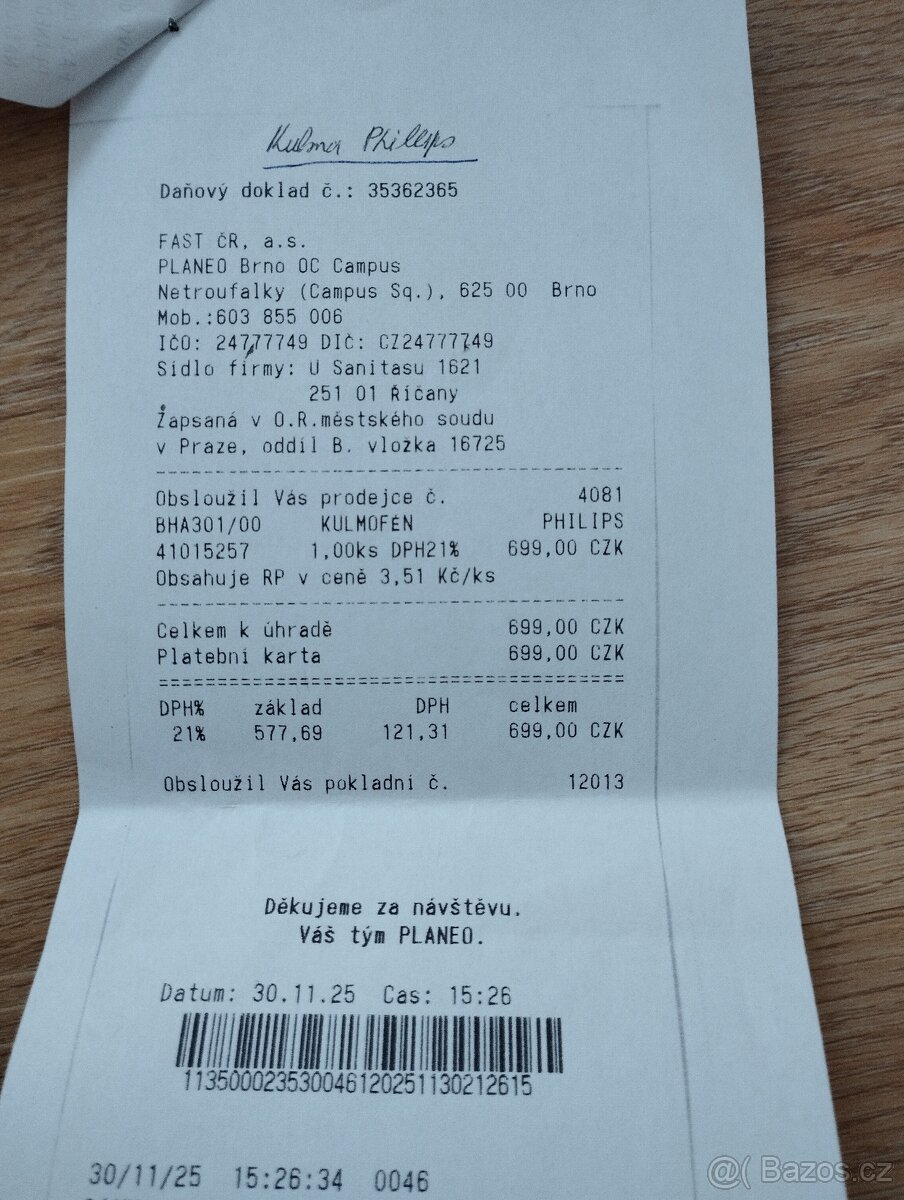 Kulma Phillips
Daňový doklad č.: 35362365
FAST ČR, a.s.
PLANEO Brno OC Campus
Netroufalky (Campus Sq.), 625 00 Brno
Mob.:603 855 006
IČO: 24777749 DIČ: CZ24777749
Sídlo firmy: U Sanitasu 1621
251 01 Říčany
Zapsaná v O.R.městského soudu
v Praze, oddíl B. vložka 16725
Obsloužil Vás prodejce č. 4081
BHA301/00 KULMOFÉN PHILIPS
41015257 1,00ks DPH21% 699,00 CZK
Obsahuje RP v ceně 3,51 Kč/ks
Celkem k úhradě 699,00 CZK
Platební karta 699,00 CZK
DPH% základ DPH celkem
21% 577,69 121,31 699,00 CZK
Obsloužil Vás pokladní č. 12013
Děkujeme za návštěvu.
Váš tým PLANEO.
Datum: 30.11.25 Cas: 15:26
11350002353004612025113021261​5
30/11/25 15:26:34 0046
@( Bazos.cz